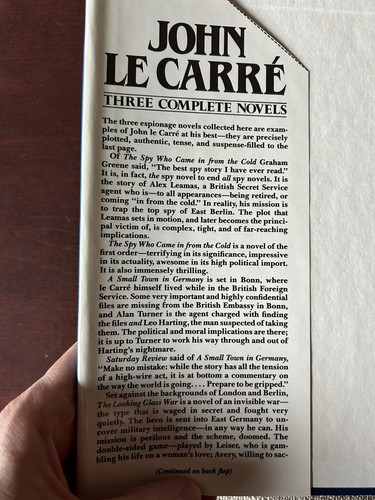 JOHN
LE CARRÉ
THREE COMPLETE NOVELS
The three espionage novels collected here are exam-
ples of John le Carré at his best—they are precisely
plotted, authentic, tense, and suspense-filled to the
last page.
Of The Spy Who Came in from the Cold Graham
Greene said, "The best spy story I have ever read."
It is, in fact, the spy novel to end all spy novels. It is
the story of Alex Leamas, a British Secret Service
agent who is—to all appearances—being retired, or
coming "in from the cold." In reality, his mission is
to trap the top spy of East Berlin. The plot that
Leamas sets in motion, and later becomes the princi-
pal victim of, is complex, tight, and of far-reaching
implications.
The Spy Who Came in from the Cold is a novel of the
first order—terrifying in its significance, impressive
in its actuality, awesome in its high political import.
It is also immensely thrilling.
A Small Town in Germany is set in Bonn, where
le Carré himself lived while in the British Foreign
Service. Some very important and highly confidential
files are missing from the British Embassy in Bonn,
and Alan Turner is the agent charged with finding
the files and Leo Harting, the man suspected of taking
them. The political and moral implications are there;
it is up to Turner to work his way through and out of
Harting's nightmare.
Saturday Review said of A Small Town in Germany,
"Make no mistake: while the story has all the tension
of a high-wire act, it is at bottom a commentary on
the way the world is going. . . . Prepare to be gripped."
Set against the backgrounds of London and Berlin,
The Looking Glass War is a novel of an invisible war—
the type that is waged in secret and fought very
quietly. The hero is sent into East Germany to un-
cover military intelligence—in any way he can. His
mission is perilous and the scheme, doomed. The
double-sided game—played by Leiser, who is gam-
bling his life on a woman's love; Avery, willing to sac-
(Continued on back flap)